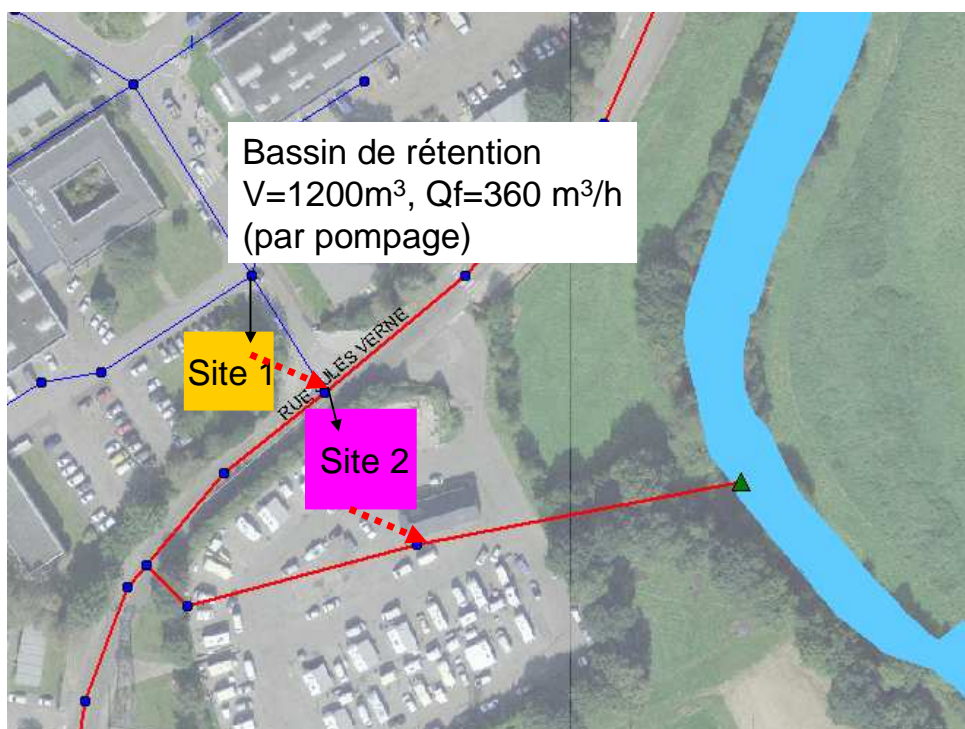 Bassin de rétention
V=1200m³, Qf=360 m³/h
(par pompage)
RUE JULES VERNE
Site 1
Site 2